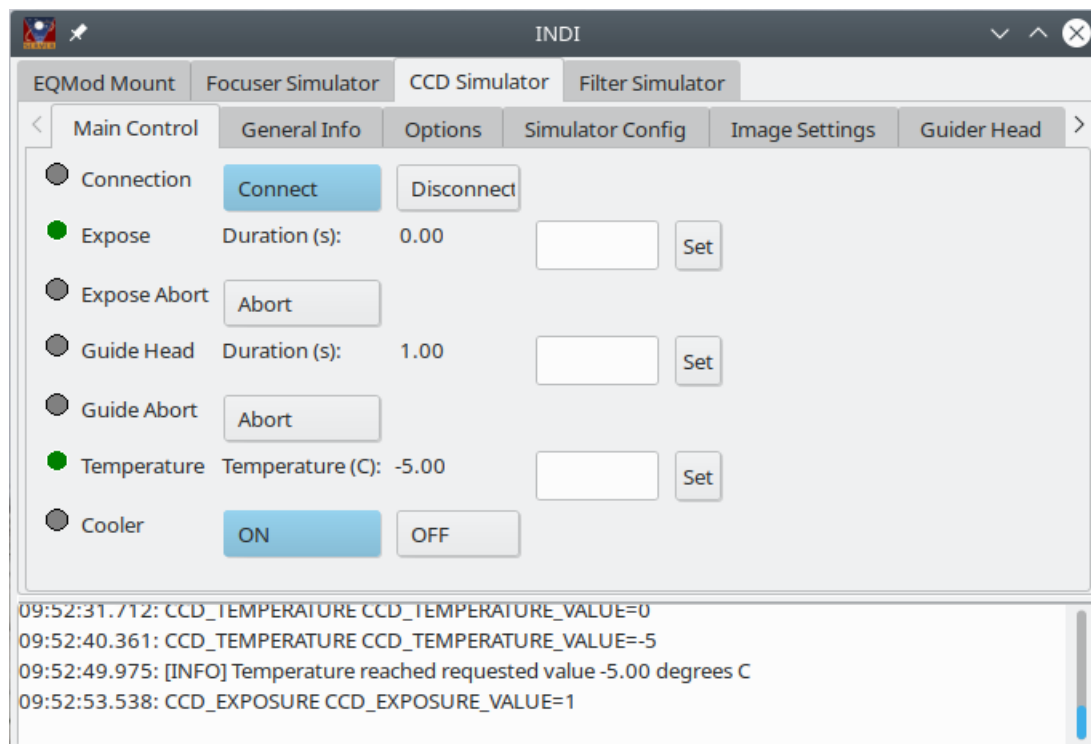 SERVER
INDI
EQMod Mount Focuser Simulator CCD Simulator Filter Simulator
Main Control General Info Options Simulator Config Image Settings Guider Head
Connection Connect Disconnect
Expose Duration (s): 0.00 Set
Expose Abort Abort
Guide Head Duration (s): 1.00 Set
Guide Abort Abort
Temperature Temperature (C): -5.00 Set
Cooler ON OFF
09:52:31.712: CCD_TEMPERATURE CCD_TEMPERATURE_VALUE=0
09:52:40.361: CCD_TEMPERATURE CCD_TEMPERATURE_VALUE=-5
09:52:49.975: [INFO] Temperature reached requested value -5.00 degrees C
09:52:53.538: CCD_EXPOSURE CCD_EXPOSURE_VALUE=1